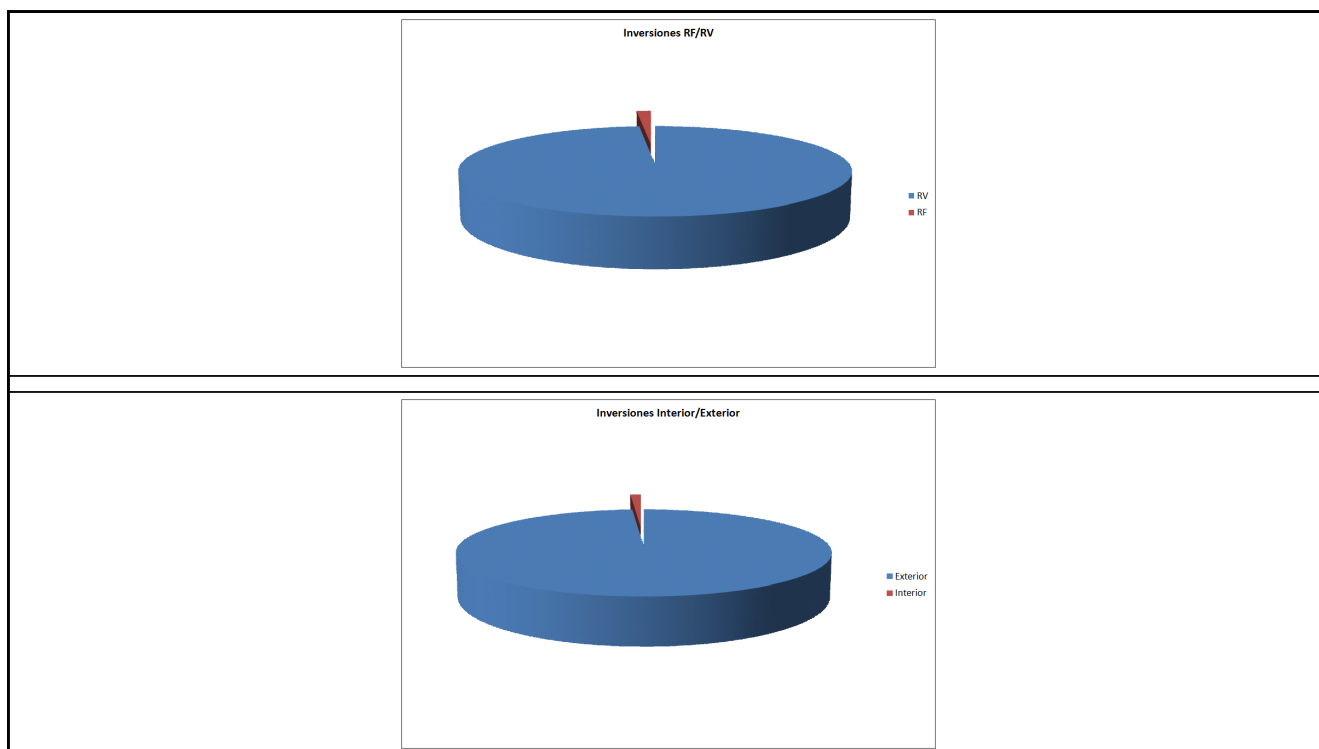 Inversiones RF/RV
RV
RF
Inversiones Interior/Exterior
Exterior
Interior